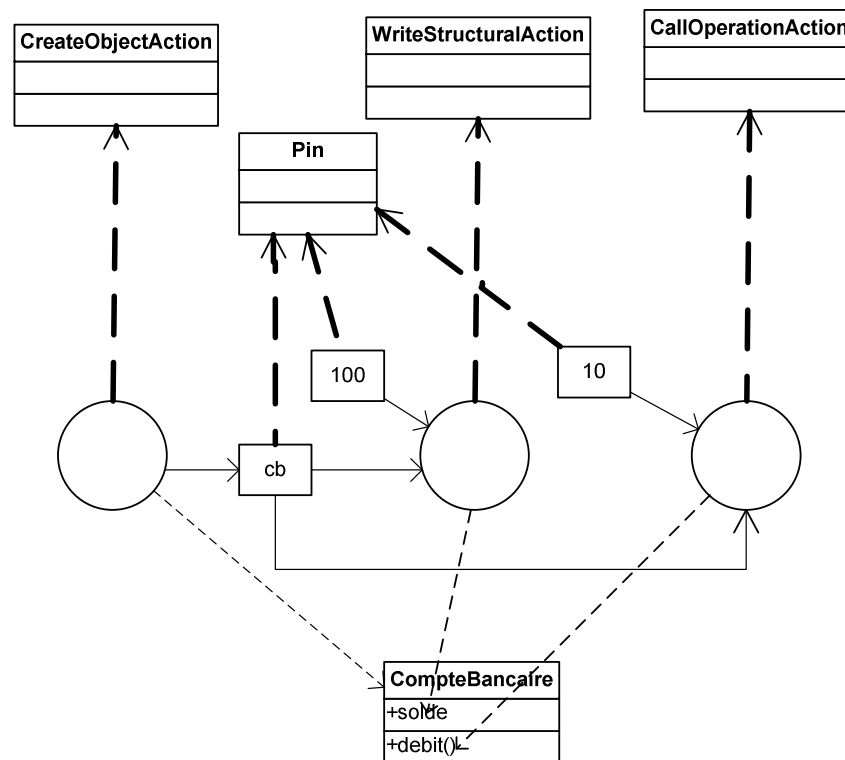 CreateObjectAction
WriteStructuralAction
CallOperationAction
Pin
100
10
cb
CompteBancaire
+solde
+debit()